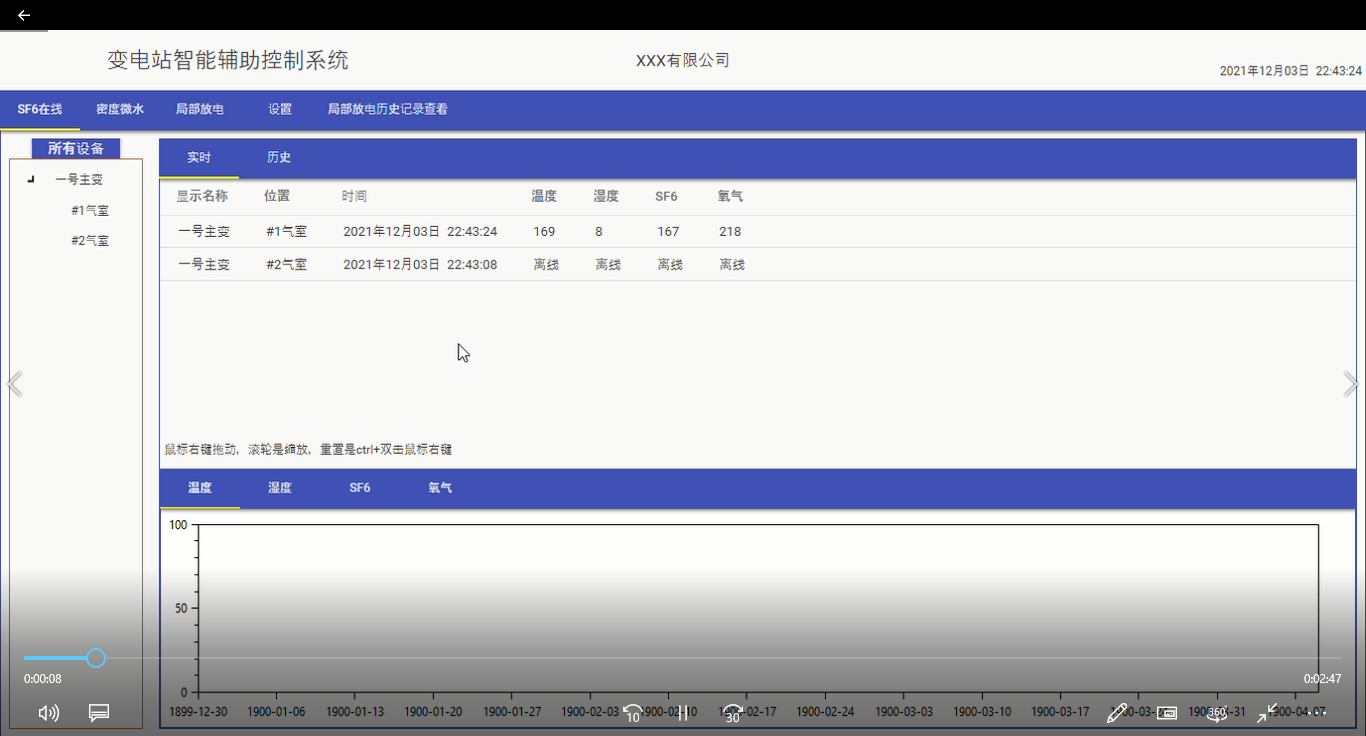 变电站智能辅助控制系统
XXX有限公司
2021年12月03日 22:43:24
SF6在线 密度微水 局部放电 设置 局部放电历史记录查看
所有设备
一号主变
#1气室
#2气室
实时 历史
显示名称 位置 时间 温度 湿度 SF6 氧气
一号主变 #1气室 2021年12月03日 22:43:24 169 8 167 218
一号主变 #2气室 2021年12月03日 22:43:08 离线 离线 离线 离线
鼠标右键拖动，滚轮是缩放，重置是ctrl+双击鼠标右键
温度 湿度 SF6 氧气
100
50
0
1899-12-30 1900-01-06 1900-01-13 1900-01-20 1900-01-27 1900-02-03 1900-02-10 1900-02-17 1900-02-24 1900-03-03 1900-03-10 1900-03-17 1900-03-31 1900-04-07
0:00:08
0:02:47
10 30 360